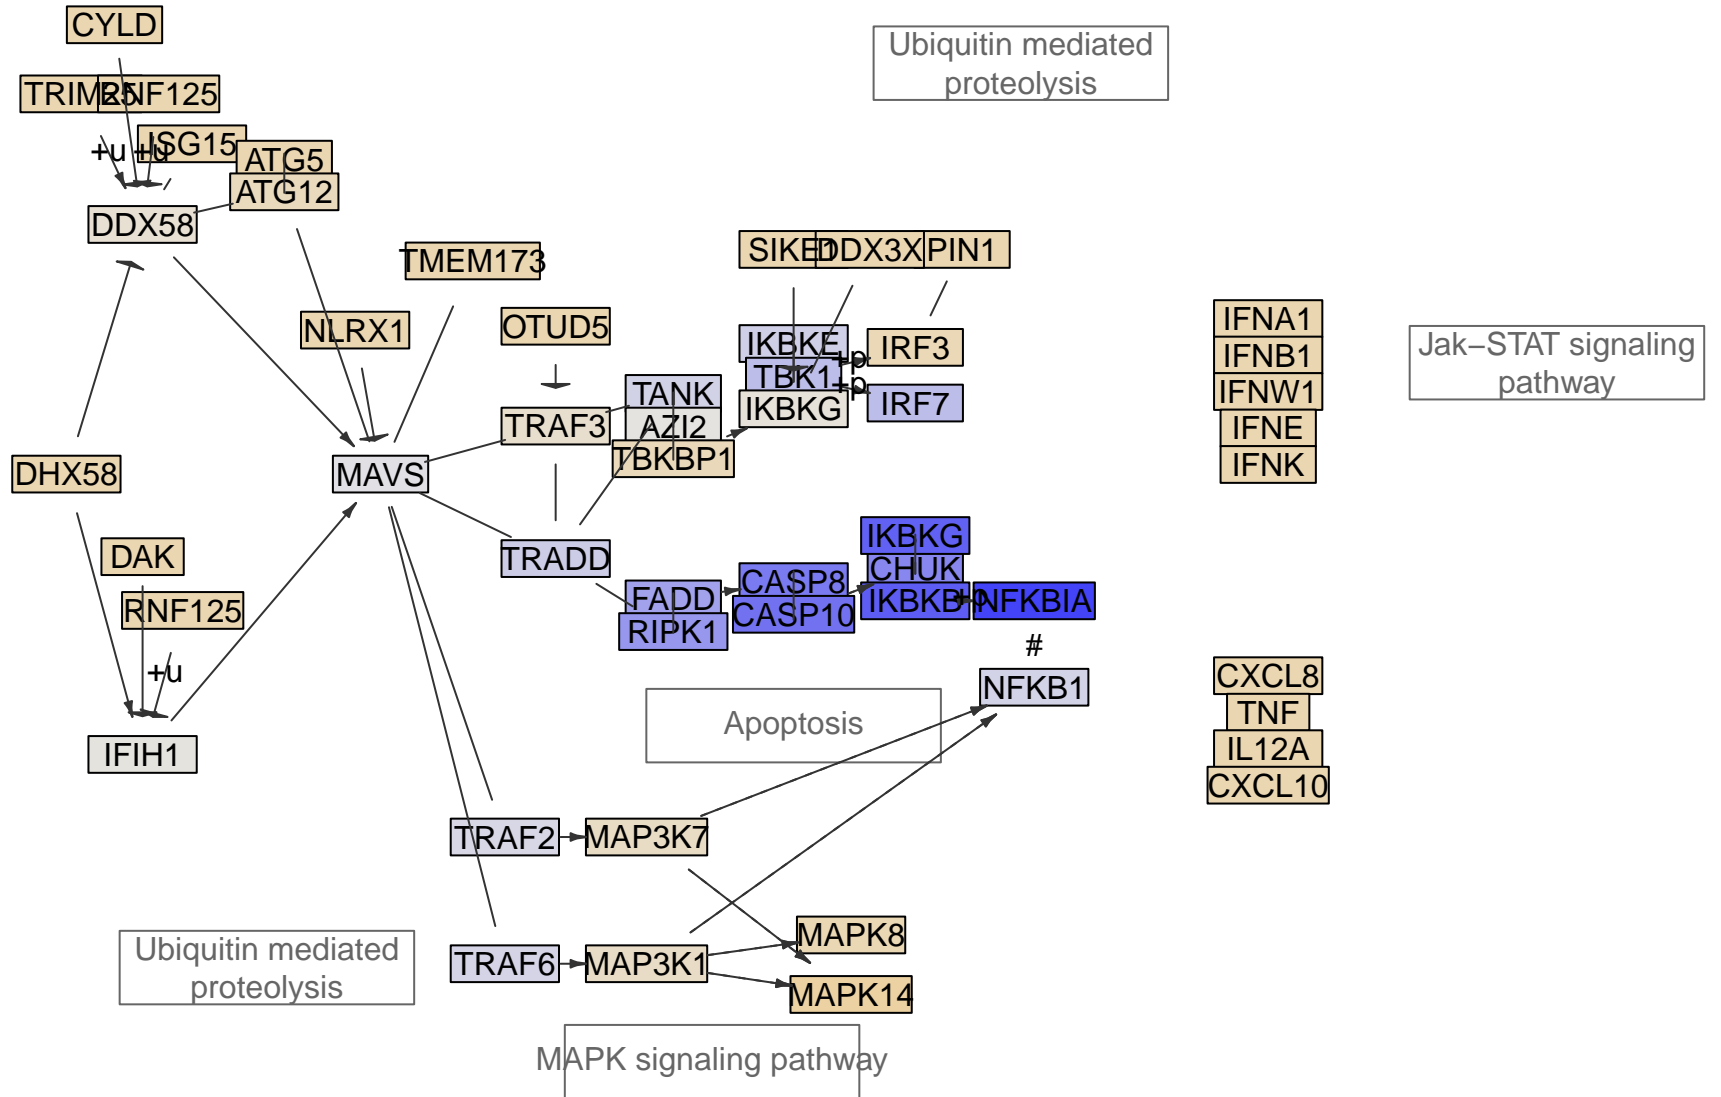 CYLD
Ubiquitin mediated
proteolysis
TRIM25
RNF125
+u
+u
ISG15
ATG5
ATG12
DDX58
TMEM173
SIKE1
DDX3X
PIN1
NLRX1
OTUD5
IKBKE
+p
IRF3
TBK1
+p
IKBKG
IRF7
IFNA1
IFNB1
IFNW1
IFNE
IFNK
Jak−STAT signaling
pathway
TANK
TRAF3
AZI2
TBKBP1
DHX58
MAVS
DAK
TRADD
IKBKG
CHUK
IKBKB
+p
NFKBIA
CASP8
CASP10
FADD
RIPK1
RNF125
+u
#
NFKB1
CXCL8
TNF
IL12A
CXCL10
Apoptosis
IFIH1
TRAF2
MAP3K7
MAPK8
Ubiquitin mediated
proteolysis
TRAF6
MAP3K1
MAPK14
MAPK signaling pathway